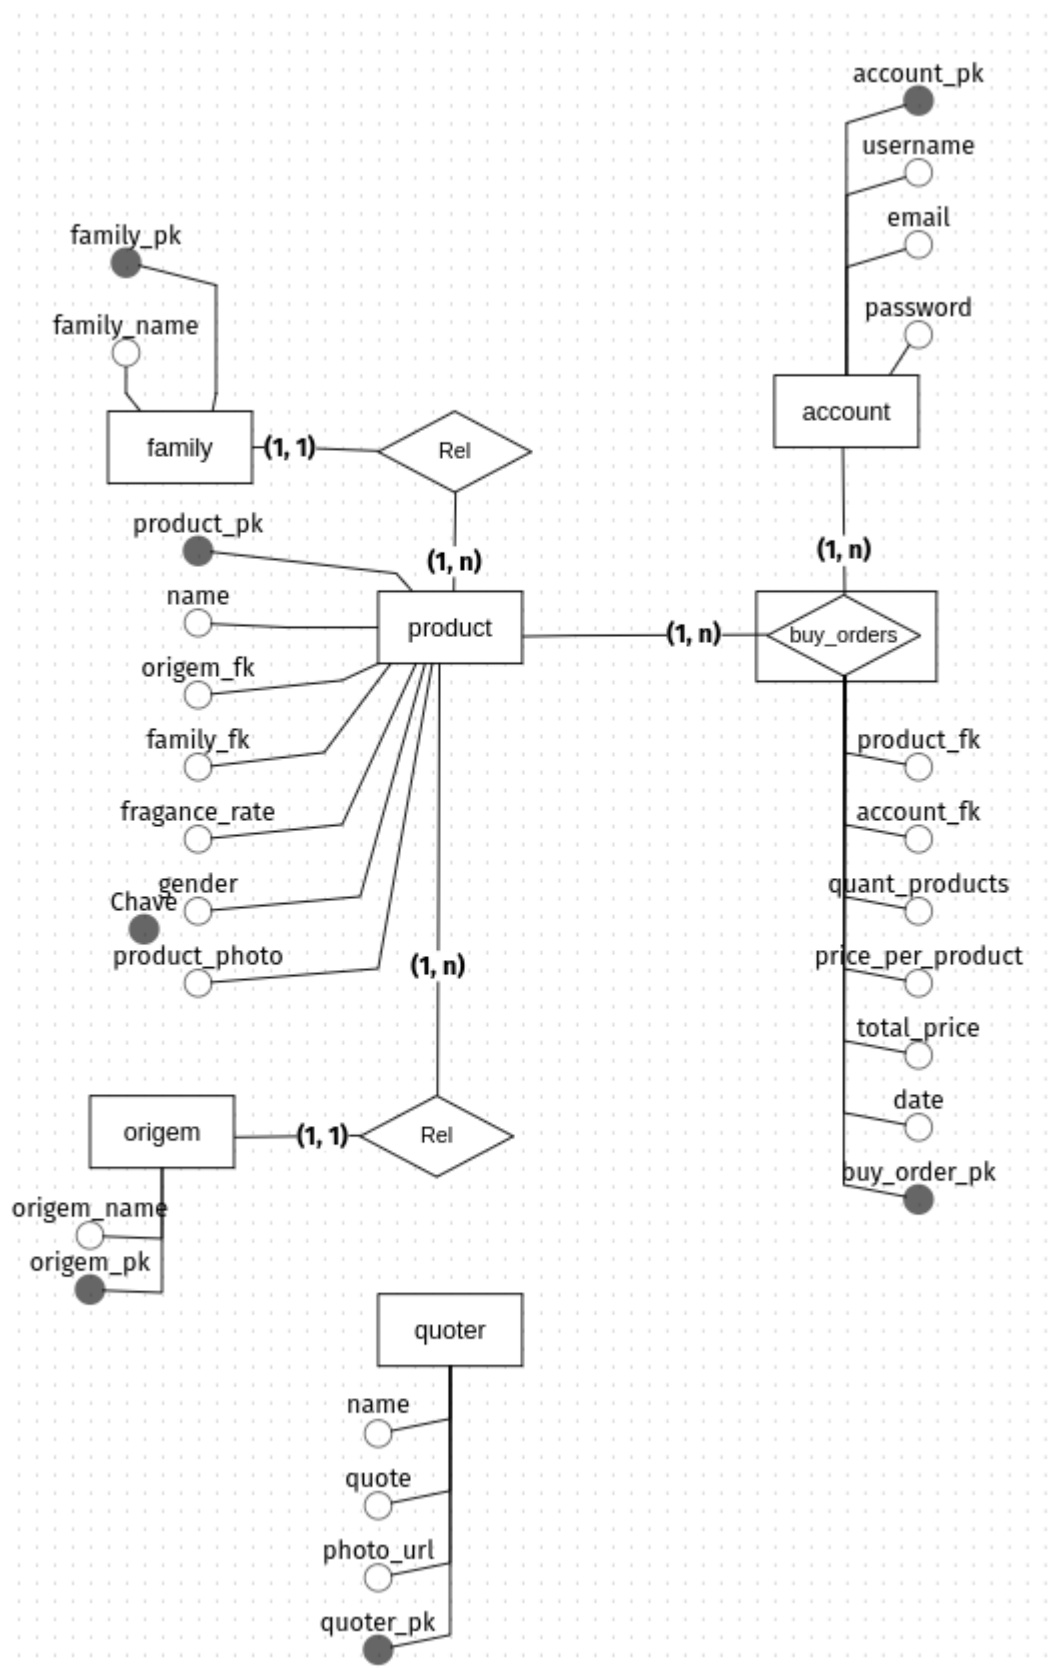 account_pk
username
email
password
account
family_pk
family_name
family
(1, 1)
Rel
(1, n)
product_pk
name
origem_fk
family_fk
fragance_rate
gender
Chave
product_photo
product
(1, n)
(1, n)
buy_orders
product_fk
account_fk
quant_products
price_per_product
total_price
date
buy_order_pk
(1, n)
origem
(1, 1)
Rel
origem_name
origem_pk
quoter
name
quote
photo_url
quoter_pk